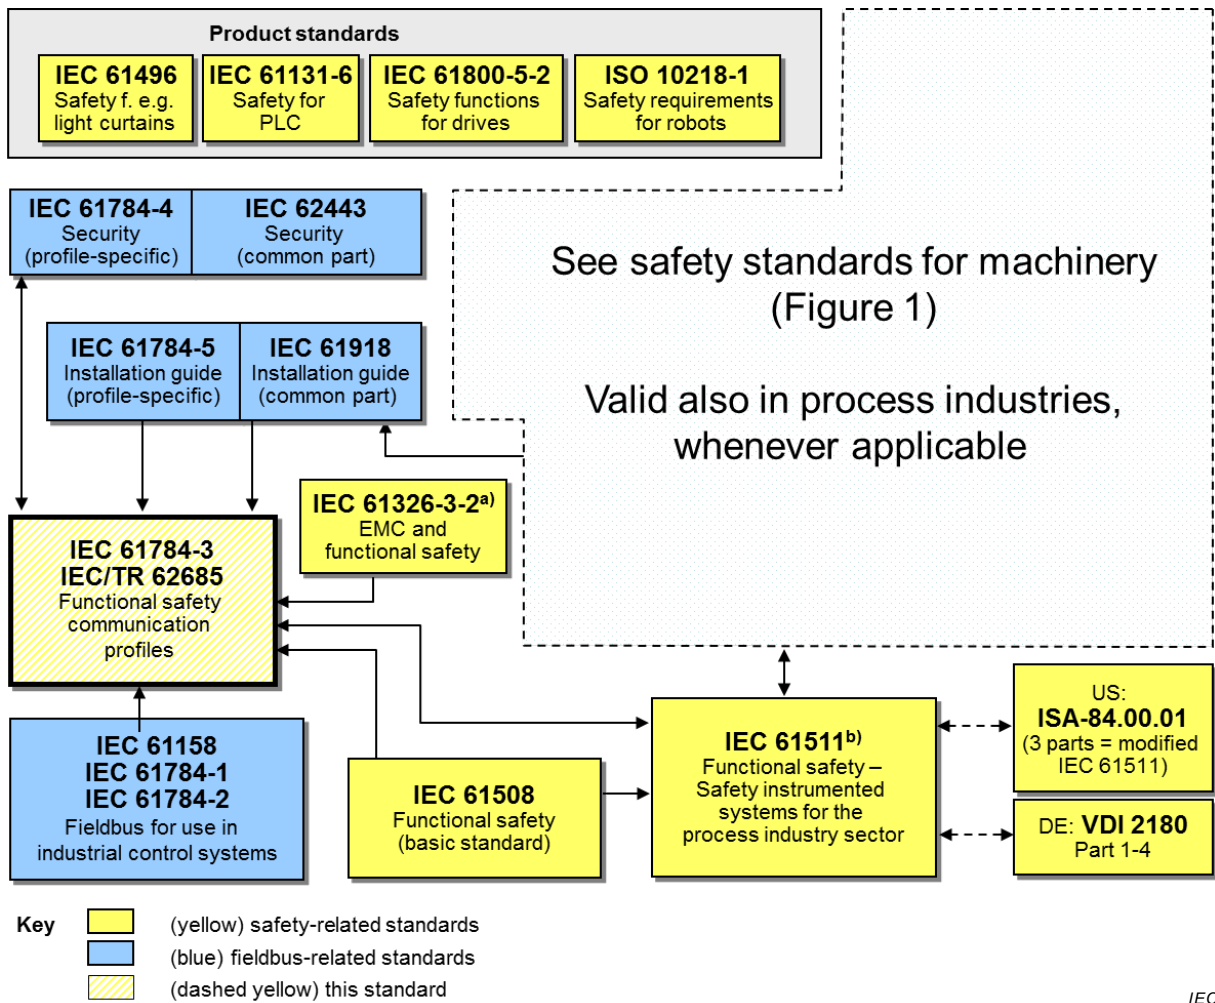 Product standards
IEC 61496
Safety f. e.g.
light curtains
IEC 61131-6
Safety for
PLC
IEC 61800-5-2
Safety functions
for drives
ISO 10218-1
Safety requirements
for robots
IEC 61784-4
Security
(profile-specific)
IEC 62443
Security
(common part)
See safety standards for machinery
(Figure 1)
Valid also in process industries,
whenever applicable
IEC 61784-5
Installation guide
(profile-specific)
IEC 61918
Installation guide
(common part)
IEC 61326-3-2a)
EMC and
functional safety
IEC 61784-3
IEC/TR 62685
Functional safety
communication
profiles
IEC 61158
IEC 61784-1
IEC 61784-2
Fieldbus for use in
industrial control systems
IEC 61508
Functional safety
(basic standard)
IEC 61511b)
Functional safety –
Safety instrumented
systems for the
process industry sector
US:
ISA-84.00.01
(3 parts = modified
IEC 61511)
DE: VDI 2180
Part 1-4
Key
(yellow) safety-related standards
(blue) fieldbus-related standards
(dashed yellow) this standard
IEC